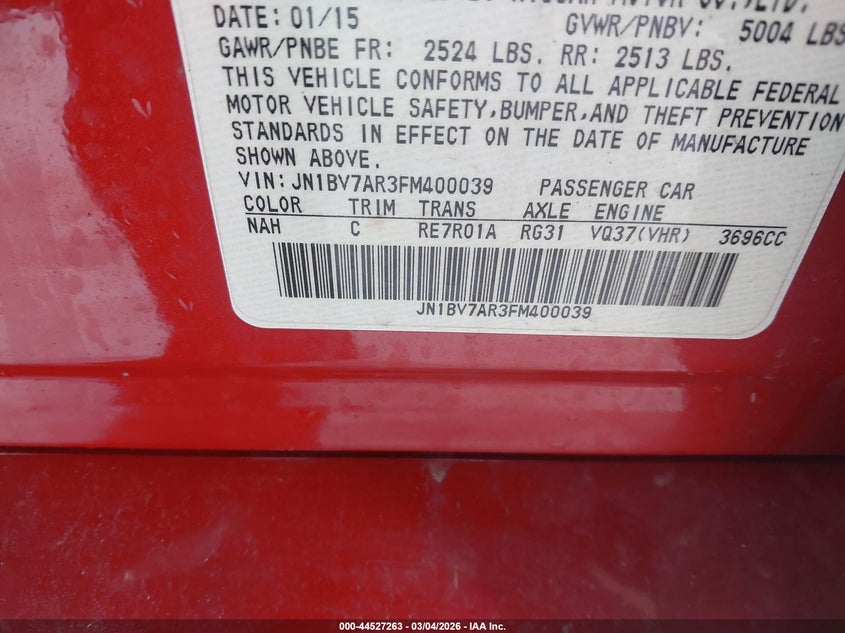 MOTOR CO.,LTD.
DATE: 01/15 GVWR/PNBV: 5004 LBS
GAWR/PNBE FR: 2524 LBS. RR: 2513 LBS.
THIS VEHICLE CONFORMS TO ALL APPLICABLE FEDERAL
MOTOR VEHICLE SAFETY,BUMPER,AND THEFT PREVENTION
STANDARDS IN EFFECT ON THE DATE OF MANUFACTURE
SHOWN ABOVE.
VIN: JN1BV7AR3FM400039 PASSENGER CAR
COLOR TRIM TRANS AXLE ENGINE
NAH C RE7R01A RG31 VQ37(VHR) 3696CC
JN1BV7AR3FM400039
000-44527263 — 03/04/2026 — IAA Inc.